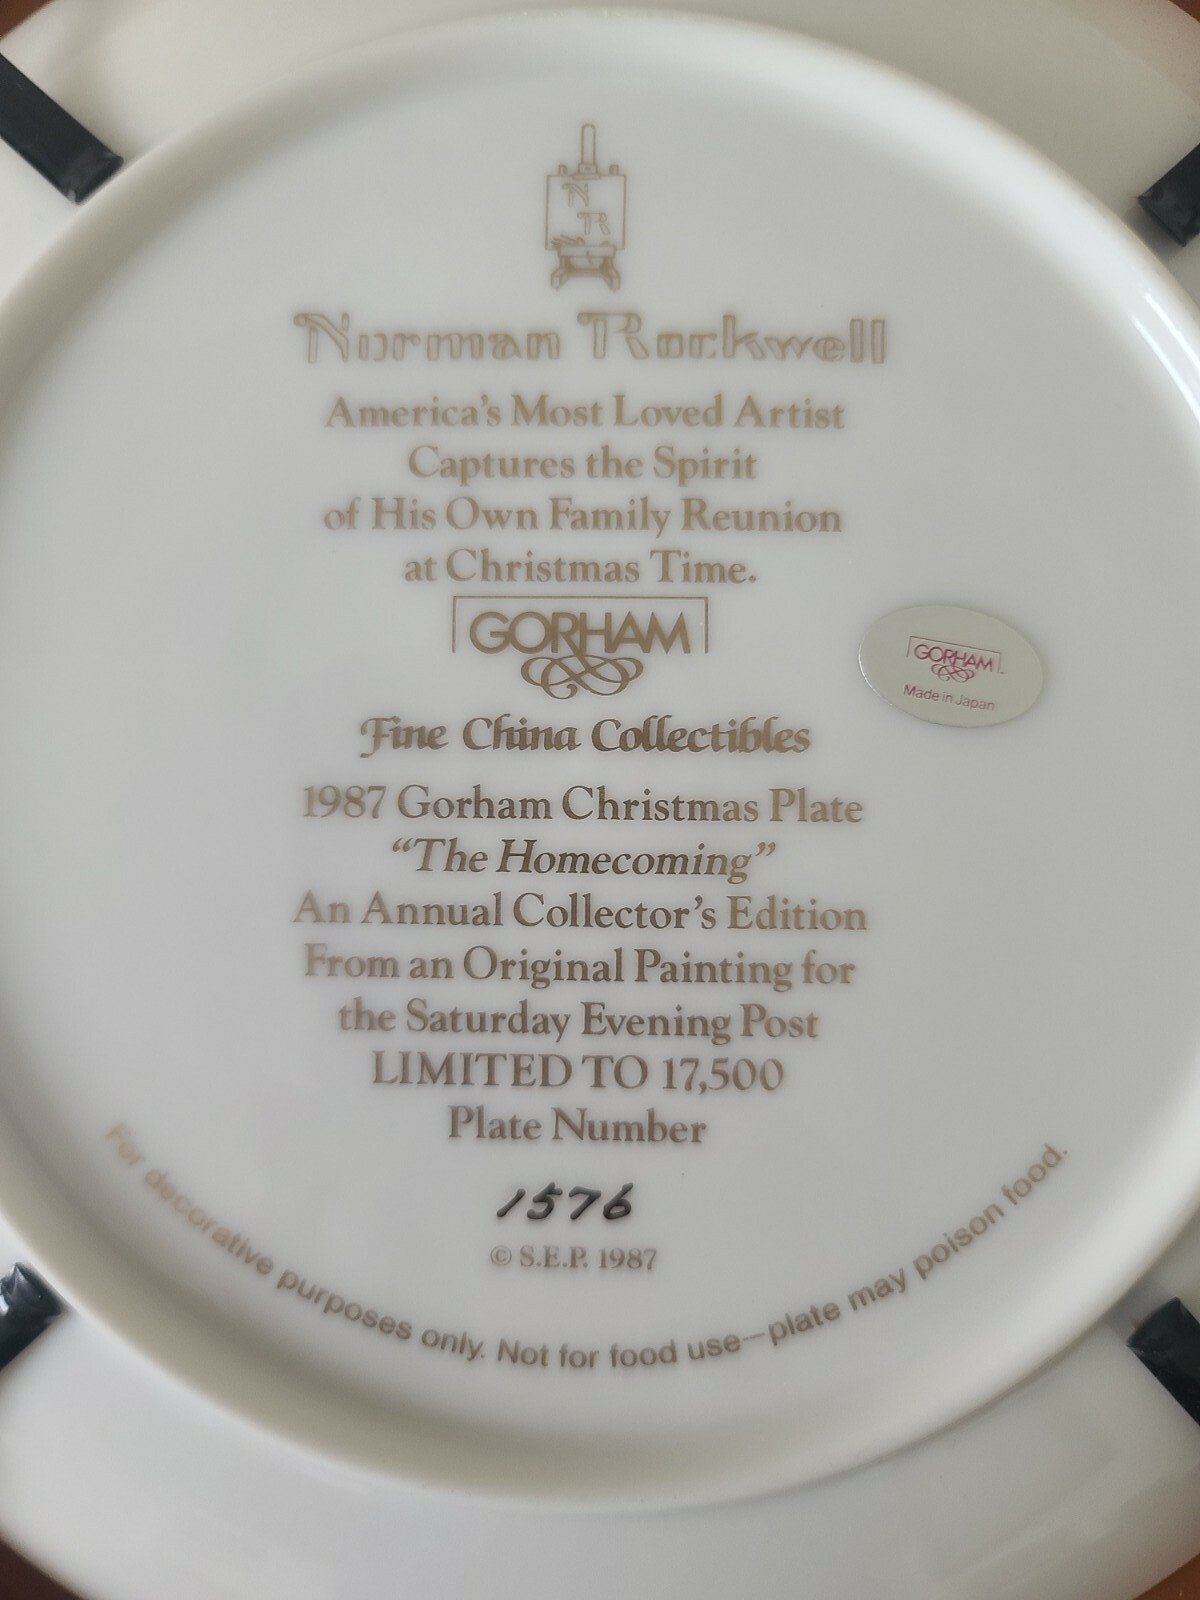 N
R
Norman Rockwell
America's Most Loved Artist
Captures the Spirit
of His Own Family Reunion
at Christmas Time.
GORHAM
Fine China Collectibles
1987 Gorham Christmas Plate
“The Homecoming”
An Annual Collector's Edition
From an Original Painting for
the Saturday Evening Post
LIMITED TO 17,500
Plate Number
1576
© S.E.P. 1987
For decorative purposes only. Not for food use—plate may poison food.
GORHAM
Made in Japan